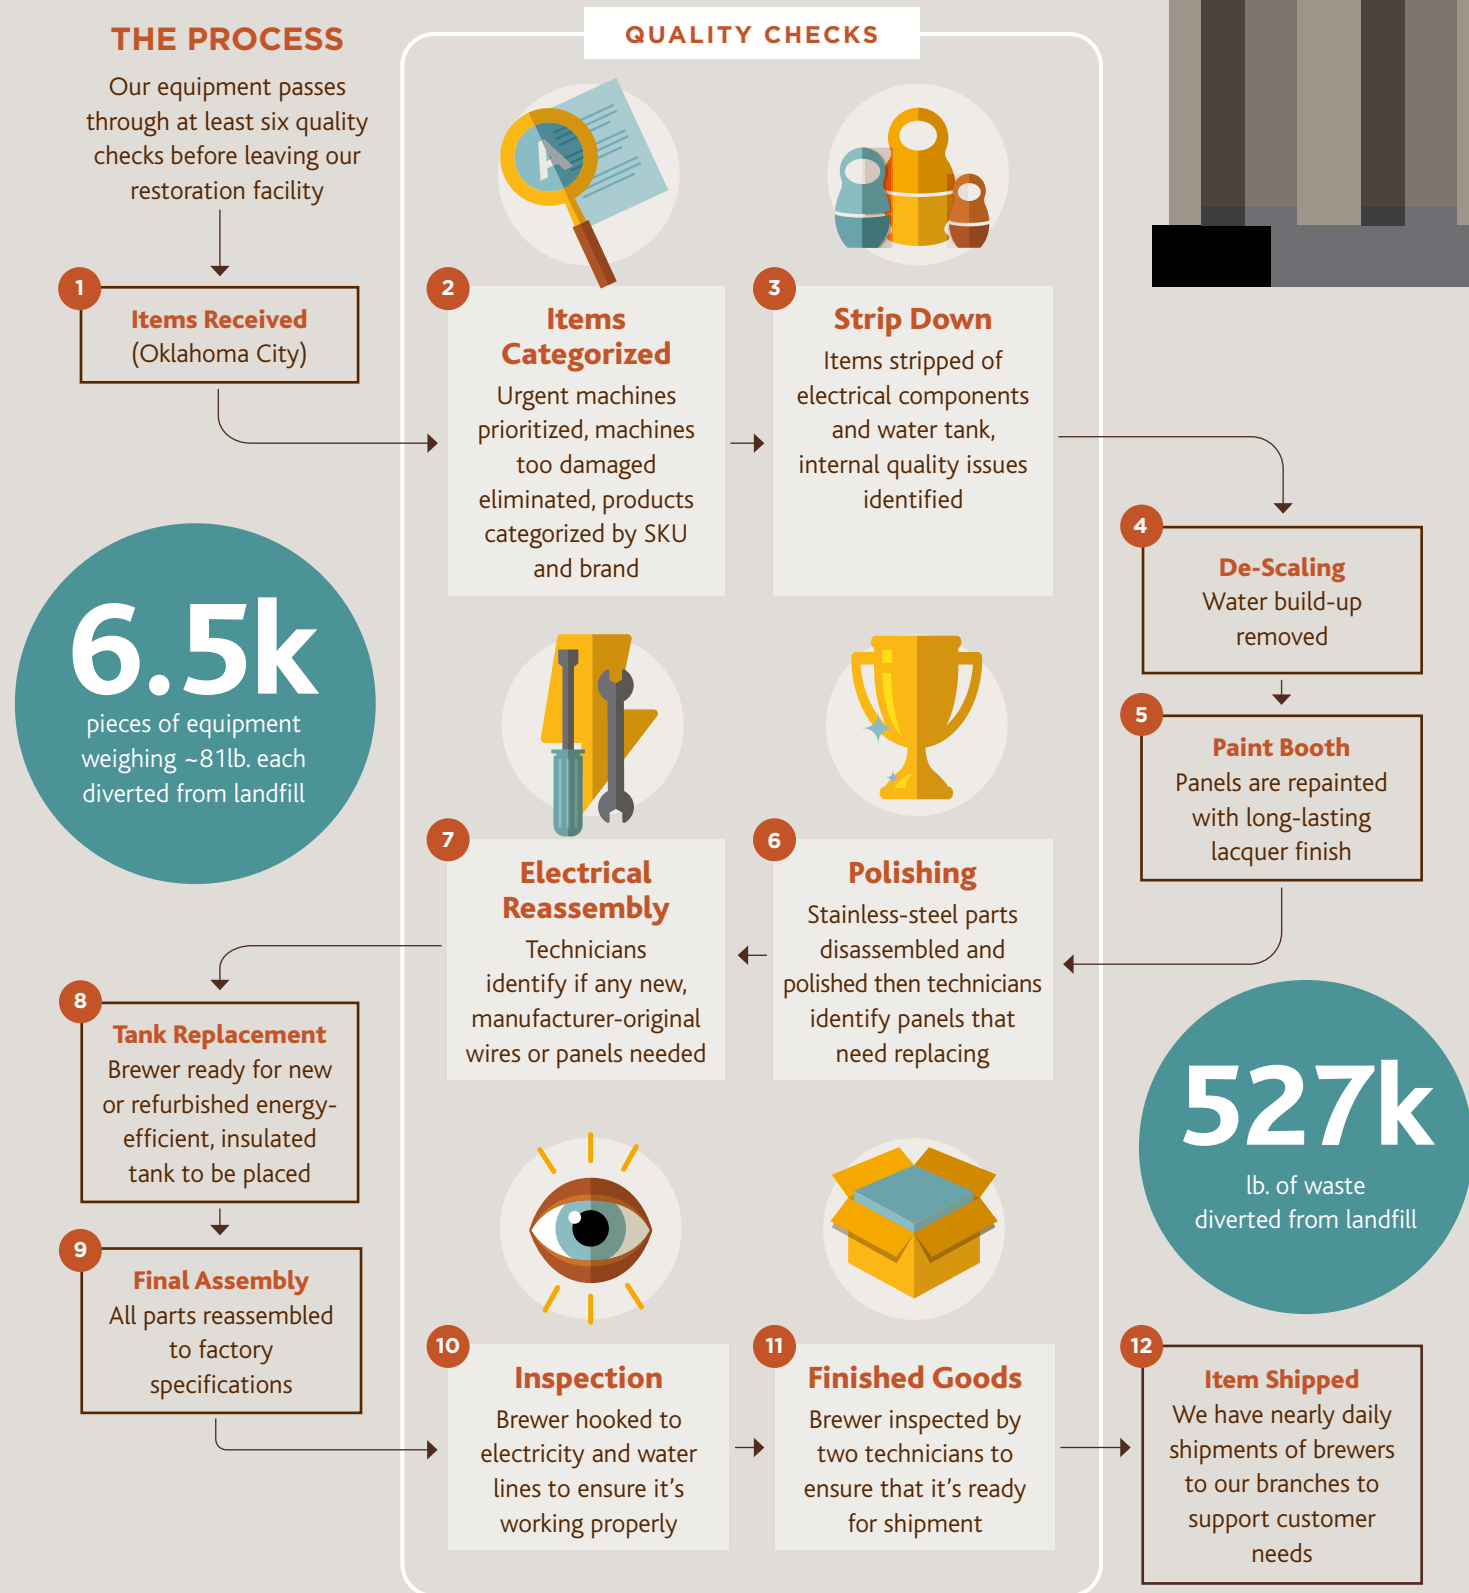 THE PROCESS
Our equipment passes
through at least six quality
checks before leaving our
restoration facility
QUALITY CHECKS
1
Items Received
(Oklahoma City)
2
Items
Categorized
Urgent machines
prioritized, machines
too damaged
eliminated, products
categorized by SKU
and brand
3
Strip Down
Items stripped of
electrical components
and water tank,
internal quality issues
identified
4
De-Scaling
Water build-up
removed
5
Paint Booth
Panels are repainted
with long-lasting
lacquer finish
6
Polishing
Stainless-steel parts
disassembled and
polished then technicians
identify panels that
need replacing
7
Electrical
Reassembly
Technicians
identify if any new,
manufacturer-original
wires or panels needed
8
Tank Replacement
Brewer ready for new
or refurbished energy-
efficient, insulated
tank to be placed
9
Final Assembly
All parts reassembled
to factory
specifications
10
Inspection
Brewer hooked to
electricity and water
lines to ensure it's
working properly
11
Finished Goods
Brewer inspected by
two technicians to
ensure that it's ready
for shipment
12
Item Shipped
We have nearly daily
shipments of brewers
to our branches to
support customer
needs
6.5k
pieces of equipment
weighing ~81lb. each
diverted from landfill
527k
lb. of waste
diverted from landfill
A